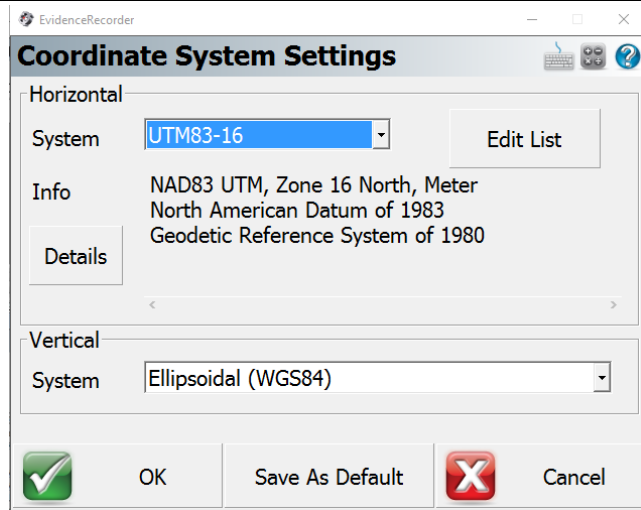 EvidenceRecorder
Coordinate System Settings
Horizontal
System UTM83-16 Edit List
Info NAD83 UTM, Zone 16 North, Meter
North American Datum of 1983
Geodetic Reference System of 1980
Details
Vertical
System Ellipsoidal (WGS84)
OK Save As Default Cancel